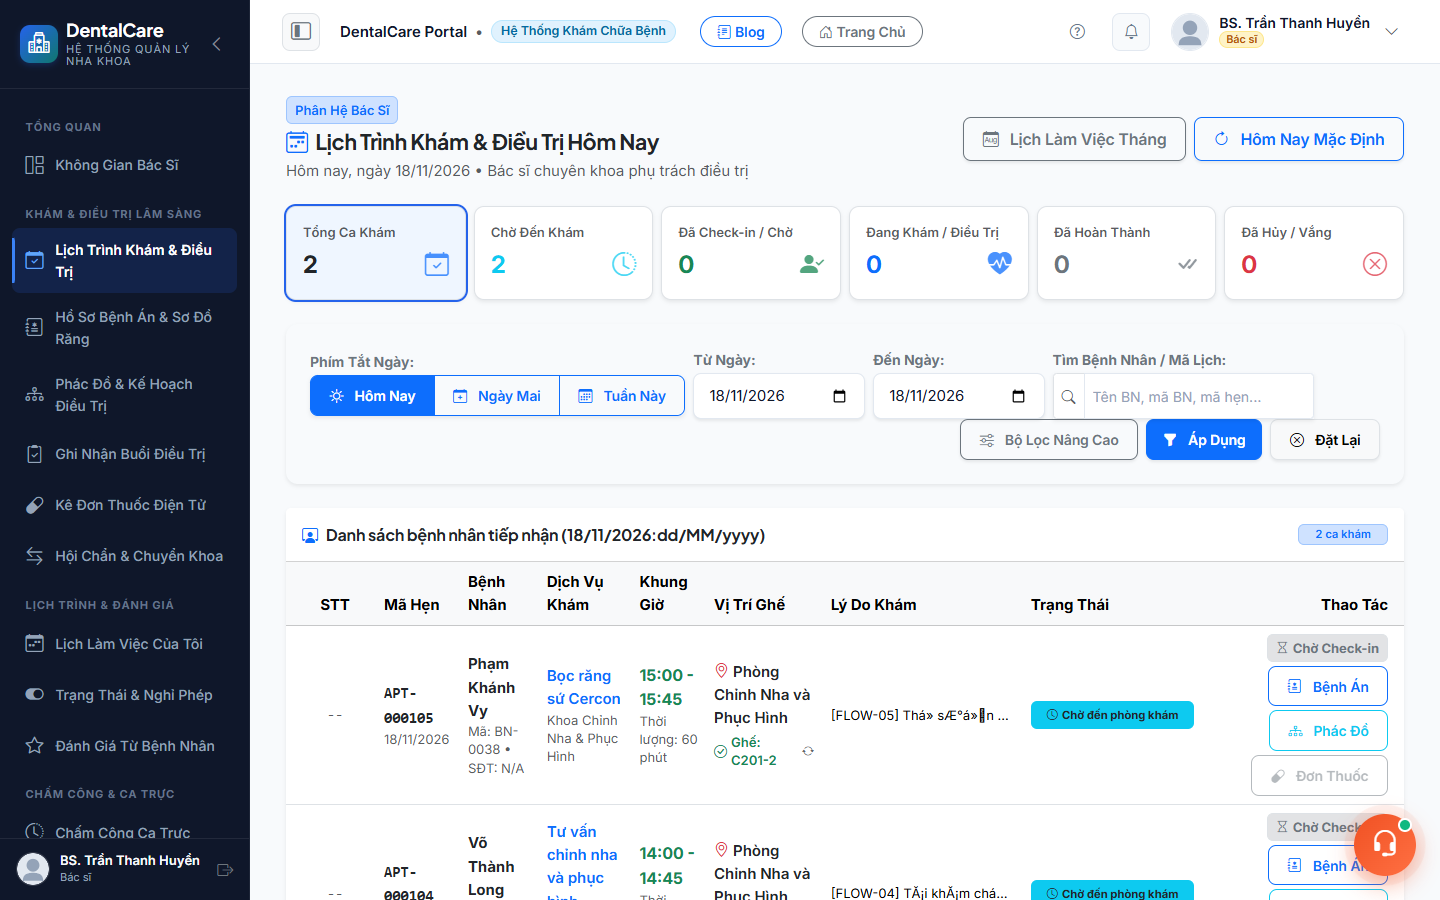 DentalCare
HỆ THỐNG QUẢN LÝ
NHA KHOA
TỔNG QUAN
Không Gian Bác Sĩ
KHÁM & ĐIỀU TRỊ LÂM SÀNG
Lịch Trình Khám & Điều
Trị
Hồ Sơ Bệnh Án & Sơ Đồ
Răng
Phác Đồ & Kế Hoạch
Điều Trị
Ghi Nhận Buổi Điều Trị
Kê Đơn Thuốc Điện Tử
Hội Chẩn & Chuyển Khoa
LỊCH TRÌNH & ĐÁNH GIÁ
Lịch Làm Việc Của Tôi
Trạng Thái & Nghỉ Phép
Đánh Giá Từ Bệnh Nhân
CHẤM CÔNG & CA TRỰC
Chấm Công Ca Trực
BS. Trần Thanh Huyền
Bác sĩ
DentalCare Portal • Hệ Thống Khám Chữa Bệnh
Blog
Trang Chủ
BS. Trần Thanh Huyền
Bác sĩ
Phân Hệ Bác Sĩ
Lịch Trình Khám & Điều Trị Hôm Nay
Hôm nay, ngày 18/11/2026 • Bác sĩ chuyên khoa phụ trách điều trị
Lịch Làm Việc Tháng
Hôm Nay Mặc Định
Tổng Ca Khám
2
Chờ Đến Khám
2
Đã Check-in / Chờ
0
Đang Khám / Điều Trị
0
Đã Hoàn Thành
0
Đã Hủy / Vắng
0
Phím Tắt Ngày:
Hôm Nay
Ngày Mai
Tuần Này
Từ Ngày:
18/11/2026
Đến Ngày:
18/11/2026
Tìm Bệnh Nhân / Mã Lịch:
Tên BN, mã BN, mã hẹn...
Bộ Lọc Nâng Cao
Áp Dụng
Đặt Lại
Danh sách bệnh nhân tiếp nhận (18/11/2026:dd/MM/yyyy)
2 ca khám
STT
Mã Hẹn
Bệnh
Nhân
Dịch Vụ
Khám
Khung
Giờ
Vị Trí Ghế
Lý Do Khám
Trạng Thái
Thao Tác
--
APT-
000105
18/11/2026
Phạm
Khánh
Vy
Mã: BN-
0038 •
SĐT: N/A
Bọc răng
sứ Cercon
Khoa Chỉnh
Nha & Phục
Hình
15:00 -
15:45
Thời
lượng: 60
phút
Phòng
Chỉnh Nha và
Phục Hình
Ghế:
C201-2
[FLOW-05] Thá» sÆ°á»n ...
Chờ đến phòng khám
Chờ Check-in
Bệnh Án
Phác Đồ
Đơn Thuốc
--
APT-
000104
Võ
Thành
Long
Tư vấn
chỉnh nha
và phục
hình
14:00 -
14:45
Thời
Phòng
Chỉnh Nha và
Phục Hình
[FLOW-04] TÃ¡i khÃ¡m chá...
Chờ đến phòng khám
Chờ Check
Bệnh Án